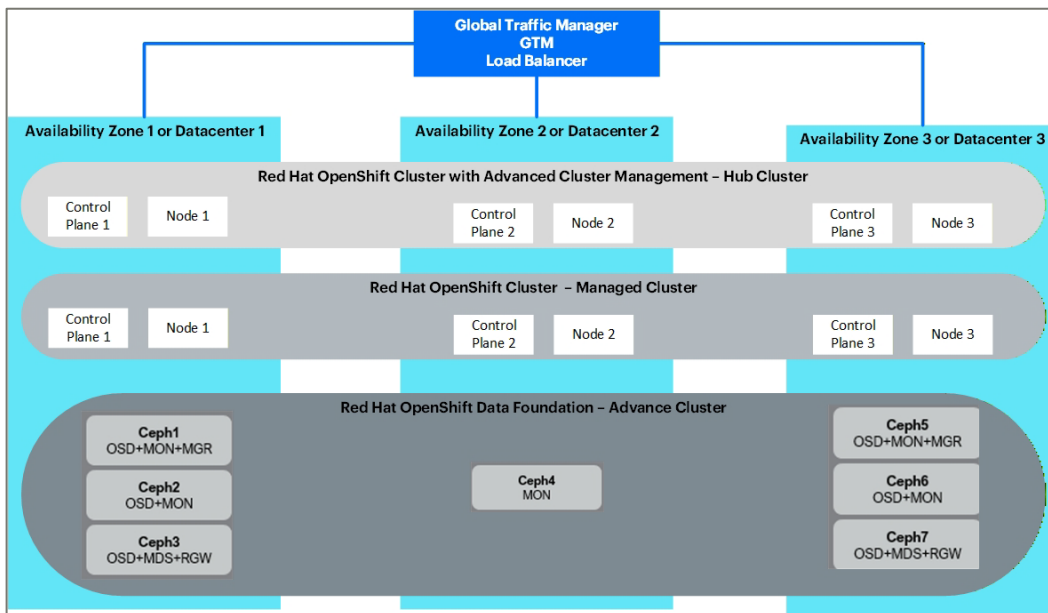 Global Traffic Manager
GTM
Load Balancer
Availability Zone 1 or Datacenter 1
Availability Zone 2 or Datacenter 2
Availability Zone 3 or Datacenter 3
Red Hat OpenShift Cluster with Advanced Cluster Management – Hub Cluster
Control
Plane 1
Node 1
Control
Plane 2
Node 2
Control
Plane 3
Node 3
Red Hat OpenShift Cluster – Managed Cluster
Control
Plane 1
Node 1
Control
Plane 2
Node 2
Control
Plane 3
Node 3
Red Hat OpenShift Data Foundation – Advance Cluster
Ceph1
OSD+MON+MGR
Ceph2
OSD+MON
Ceph3
OSD+MDS+RGW
Ceph4
MON
Ceph5
OSD+MON+MGR
Ceph6
OSD+MON
Ceph7
OSD+MDS+RGW